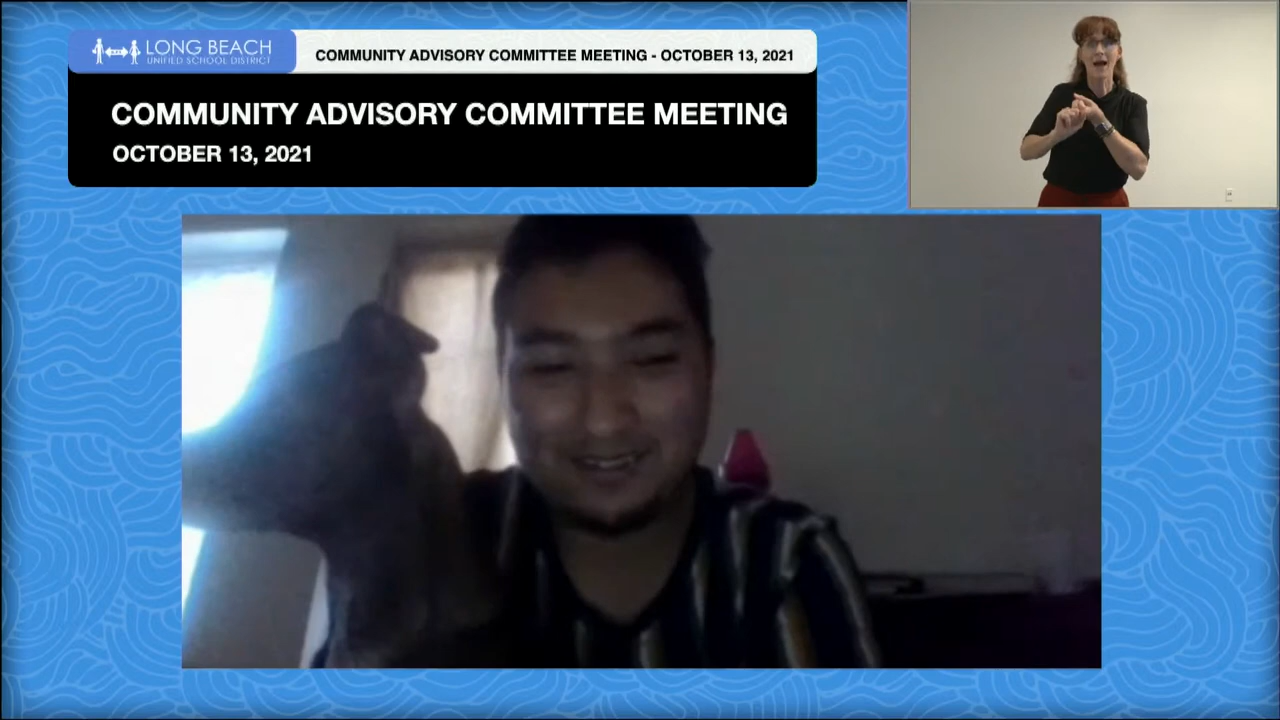 LONG BEACH
UNIFIED SCHOOL DISTRICT
COMMUNITY ADVISORY COMMITTEE MEETING - OCTOBER 13, 2021
COMMUNITY ADVISORY COMMITTEE MEETING
OCTOBER 13, 2021